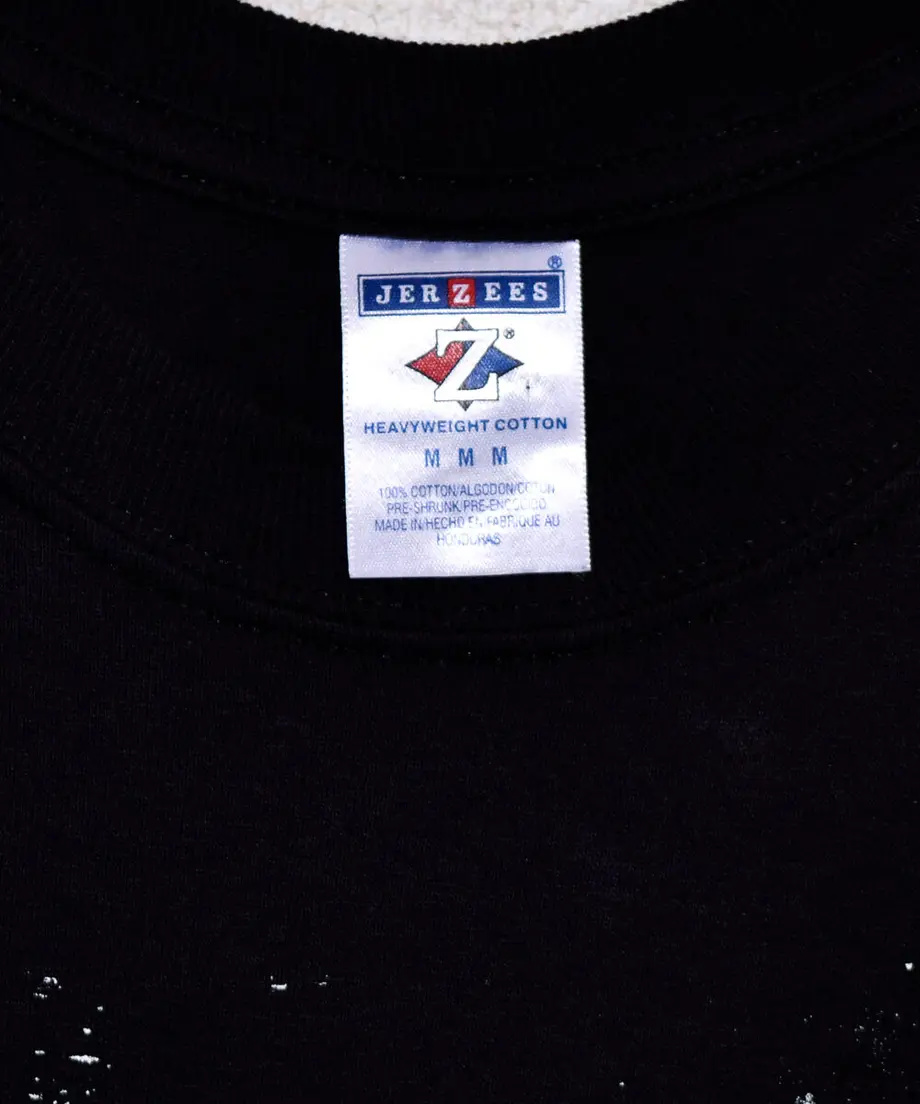 ®
JERZEES
Z®
HEAVYWEIGHT COTTON
M M M
100% COTTON/ALGODON/COTON
PRE-SHRUNK/PRE-ENCOGIDO
MADE IN/HECHO EN/FABRIQUE AU
HONDURAS